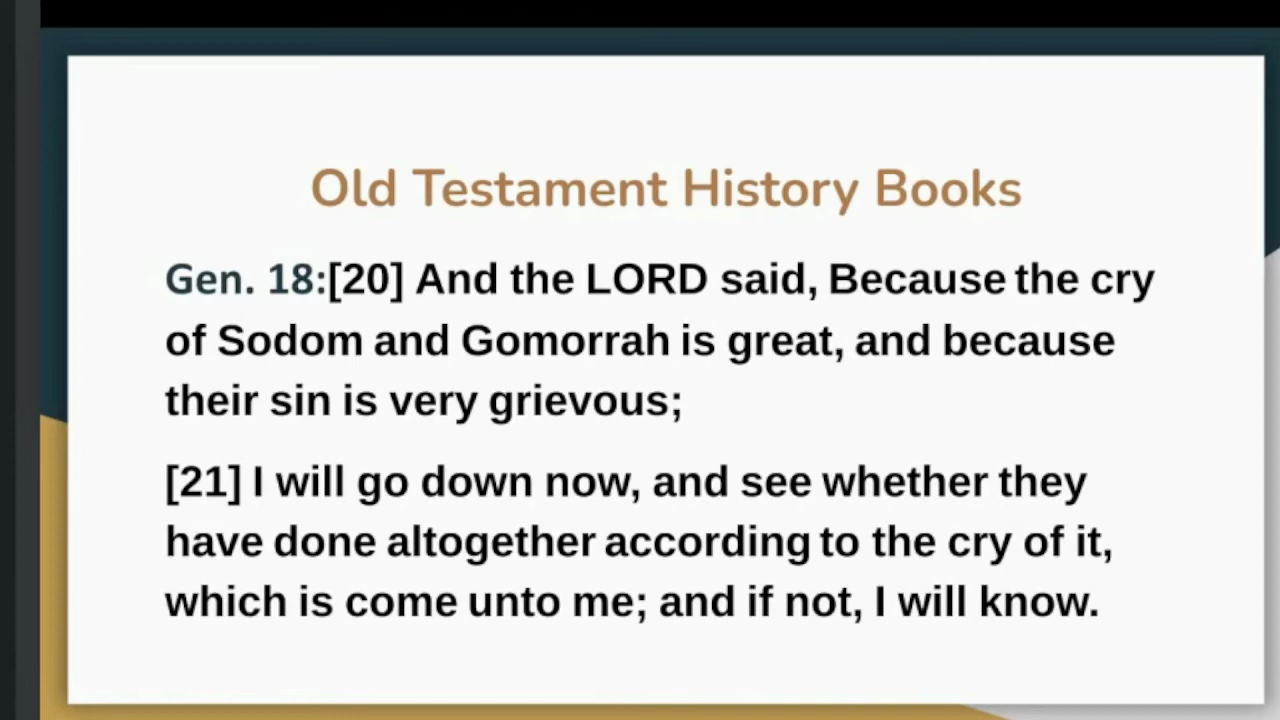 Old Testament History Books
Gen. 18:[20] And the LORD said, Because the cry
of Sodom and Gomorrah is great, and because
their sin is very grievous;
[21] I will go down now, and see whether they
have done altogether according to the cry of it,
which is come unto me; and if not, I will know.